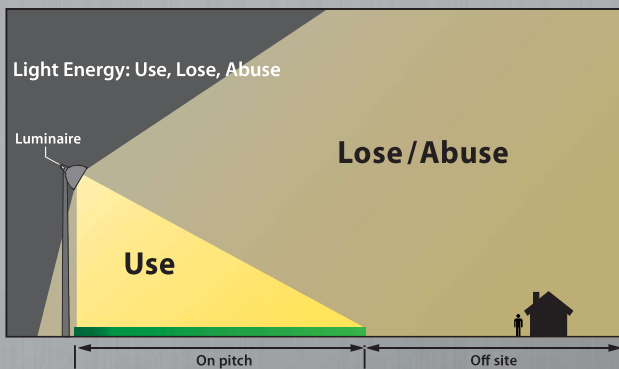 Light Energy: Use, Lose, Abuse
Luminaire
Lose/Abuse
Use
On pitch
Off site